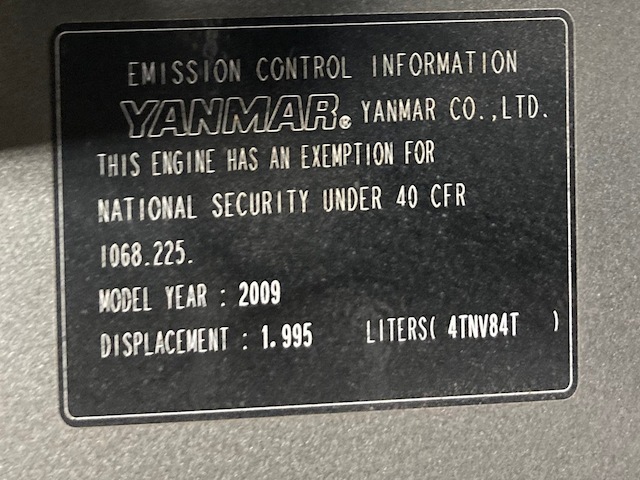 EMISSION CONTROL INFORMATION
YANMAR® YANMAR CO.,LTD.
THIS ENGINE HAS AN EXEMPTION FOR
NATIONAL SECURITY UNDER 40 CFR
1068.225.
MODEL YEAR : 2009
DISPLACEMENT : 1.995 LITERS( 4TNV84T )